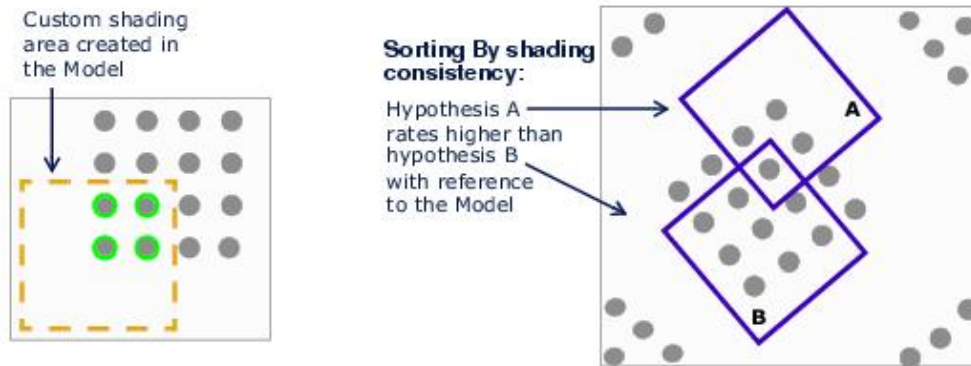 Custom shading
area created in
the Model
Sorting By shading
consistency:
Hypothesis A
rates higher than
hypothesis B
with reference
to the Model
A
B